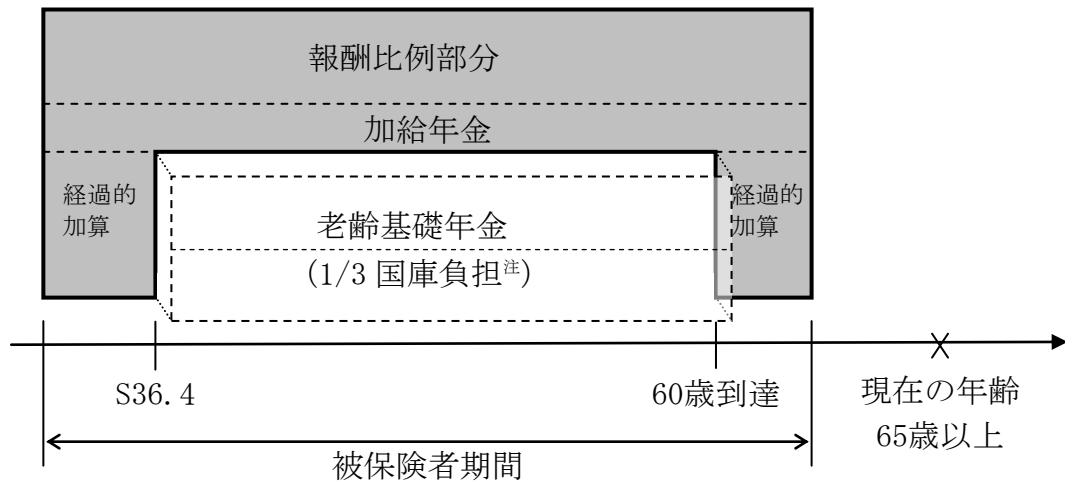 報酬比例部分
加給年金
経過的
加算
老齢基礎年金
(1/3 国庫負担注)
経過的
加算
S36.4
60歳到達
現在の年齢
65歳以上
被保険者期間